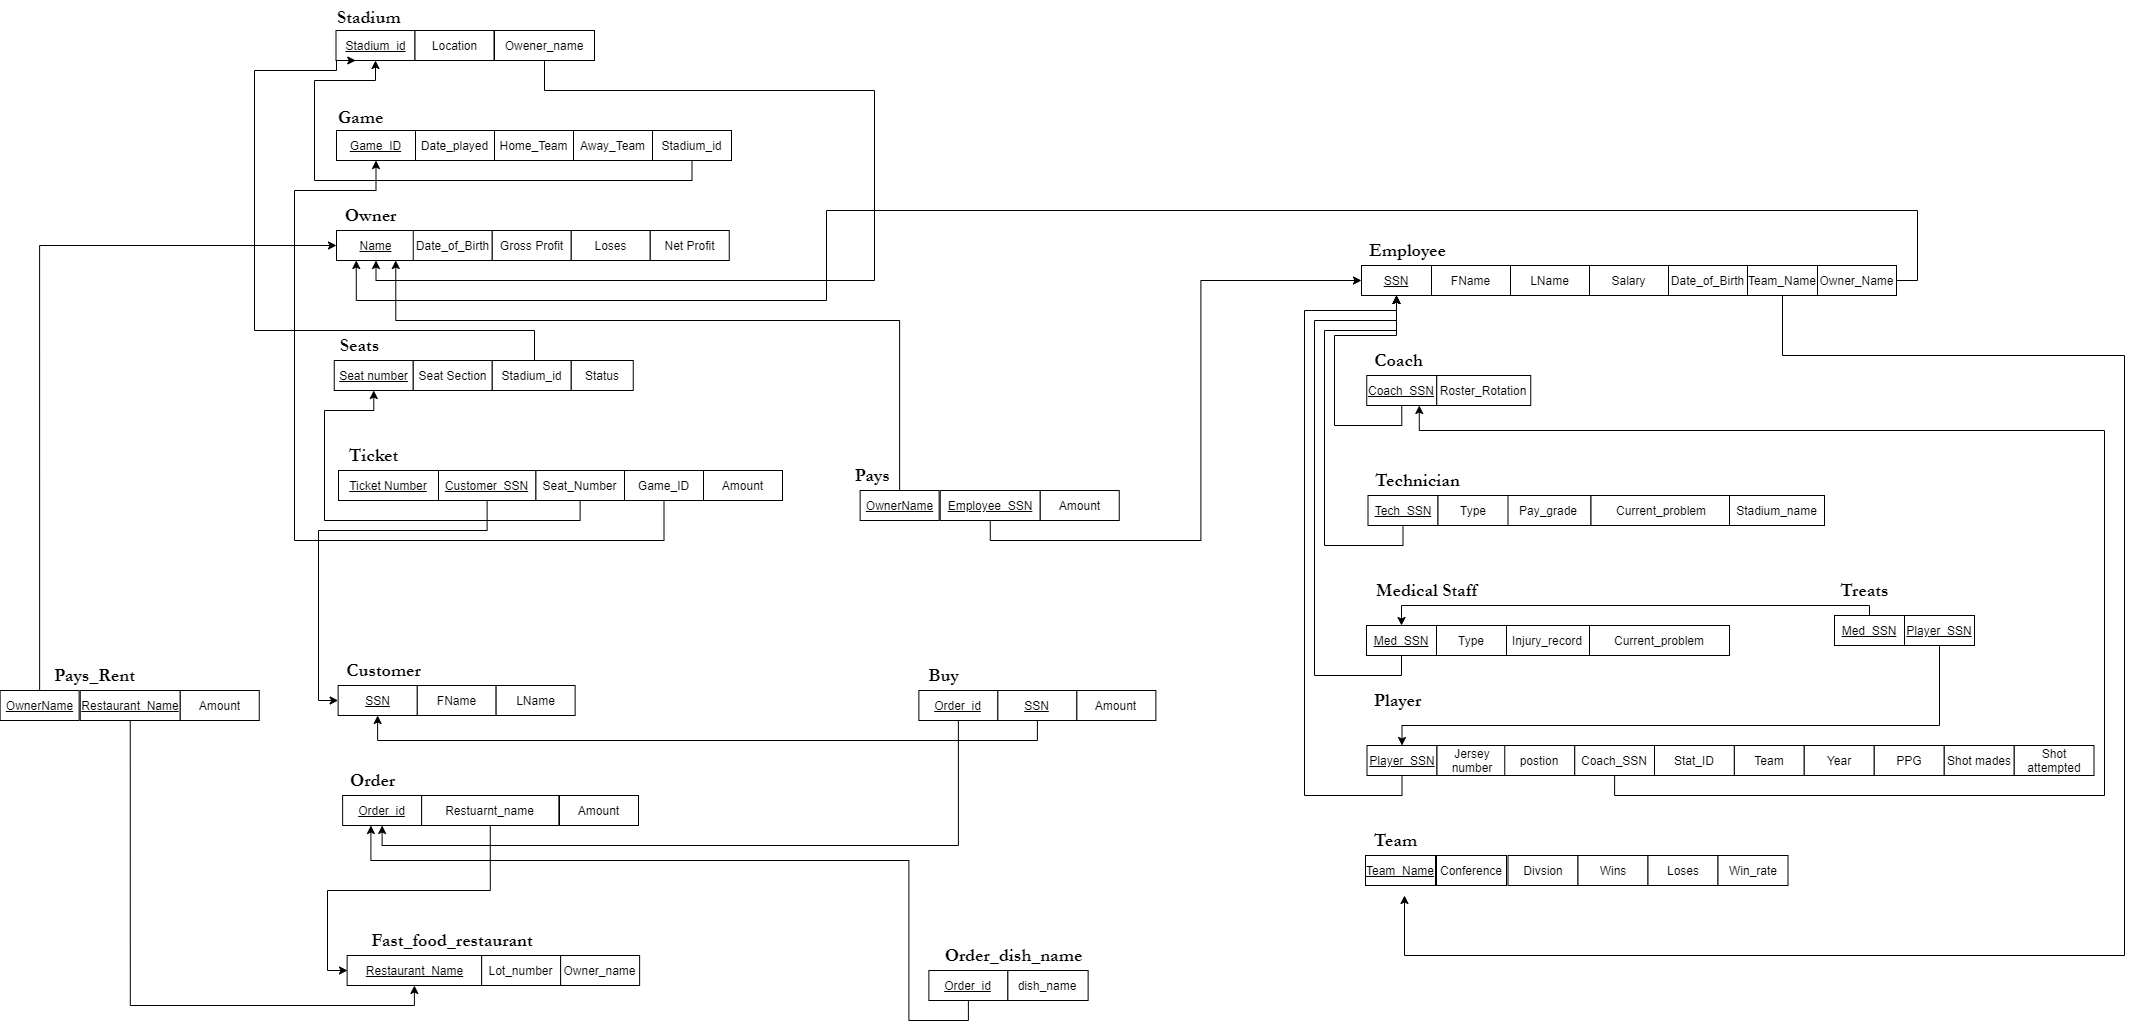 Stadium
Stadium_id Location Owener_name
Game
Game_ID Date_played Home_Team Away_Team Stadium_id
Owner
Name Date_of_Birth Gross Profit Loses Net Profit
Employee
SSN FName LName Salary Date_of_Birth Team_Name Owner_Name
Seats
Seat number Seat Section Stadium_id Status
Coach
Coach_SSN Roster_Rotation
Ticket
Ticket Number Customer_SSN Seat_Number Game_ID Amount
Pays
OwnerName Employee_SSN Amount
Technician
Tech_SSN Type Pay_grade Current_problem Stadium_name
Medical Staff
Med_SSN Type Injury_record Current_problem
Treats
Med_SSN Player_SSN
Pays_Rent
OwnerName Restaurant_Name Amount
Customer
SSN FName LName
Buy
Order_id SSN Amount
Player
Player_SSN Jersey number postion Coach_SSN Stat_ID Team Year PPG Shot mades Shot attempted
Order
Order_id Restuarnt_name Amount
Team
Team_Name Conference Divsion Wins Loses Win_rate
Fast_food_restaurant
Restaurant_Name Lot_number Owner_name
Order_dish_name
Order_id dish_name